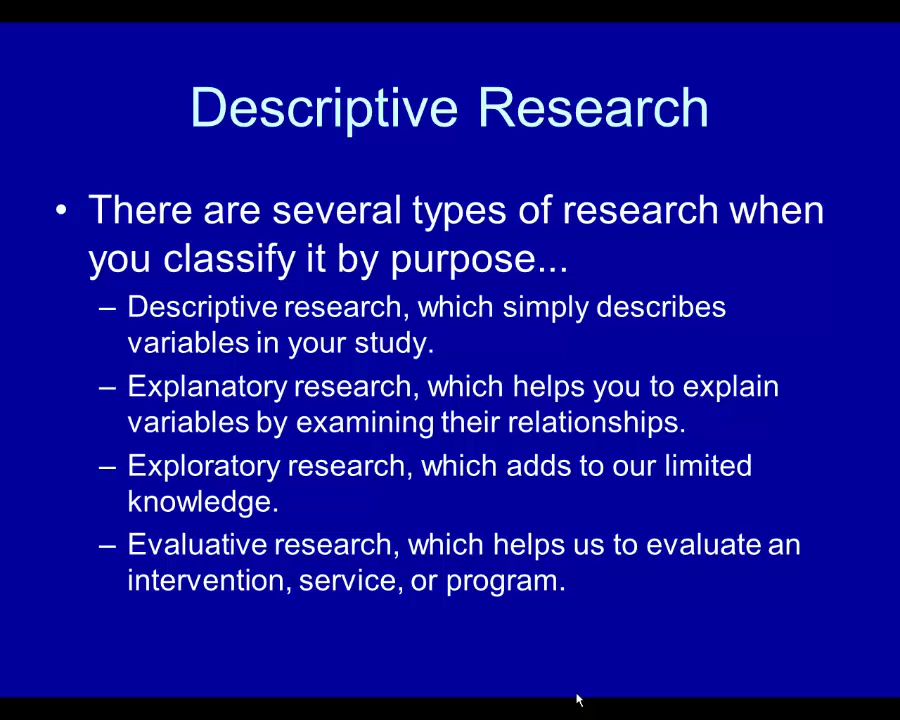 Descriptive Research
• There are several types of research when
you classify it by purpose...
– Descriptive research, which simply describes
variables in your study.
– Explanatory research, which helps you to explain
variables by examining their relationships.
– Exploratory research, which adds to our limited
knowledge.
– Evaluative research, which helps us to evaluate an
intervention, service, or program.